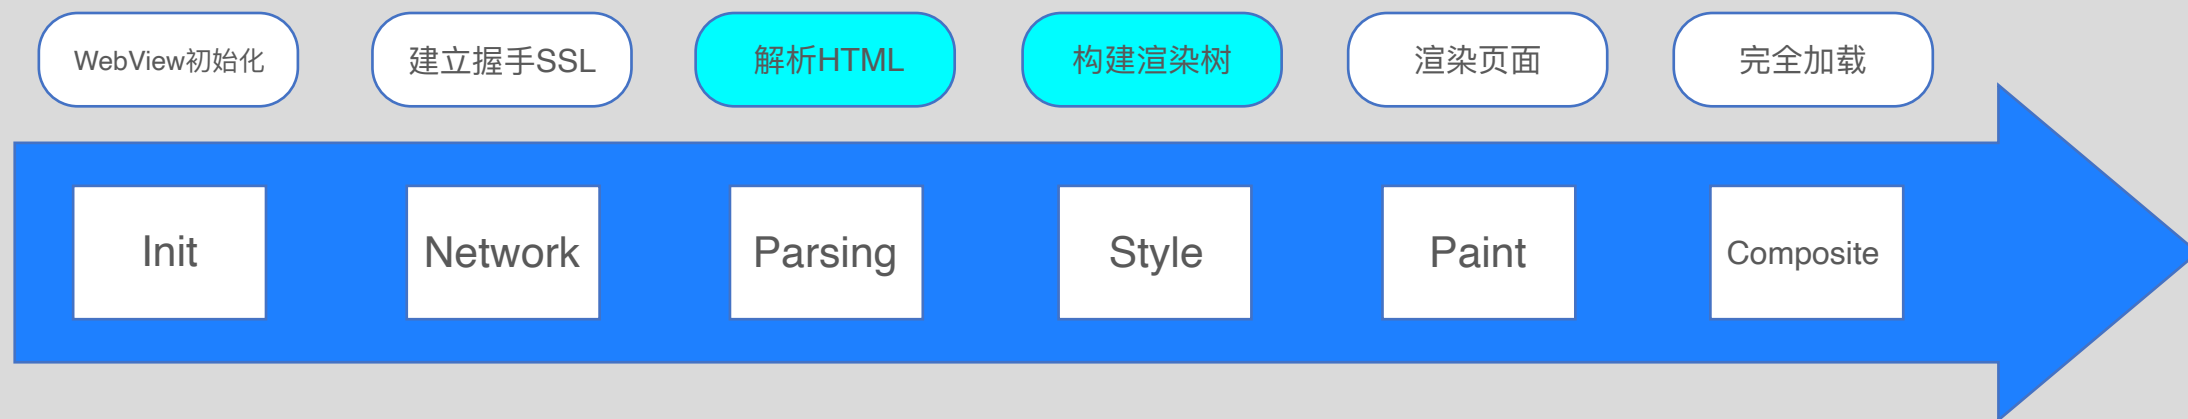 WebView初始化
建立握手SSL
解析HTML
构建渲染树
渲染页面
完全加载
Init
Network
Parsing
Style
Paint
Composite